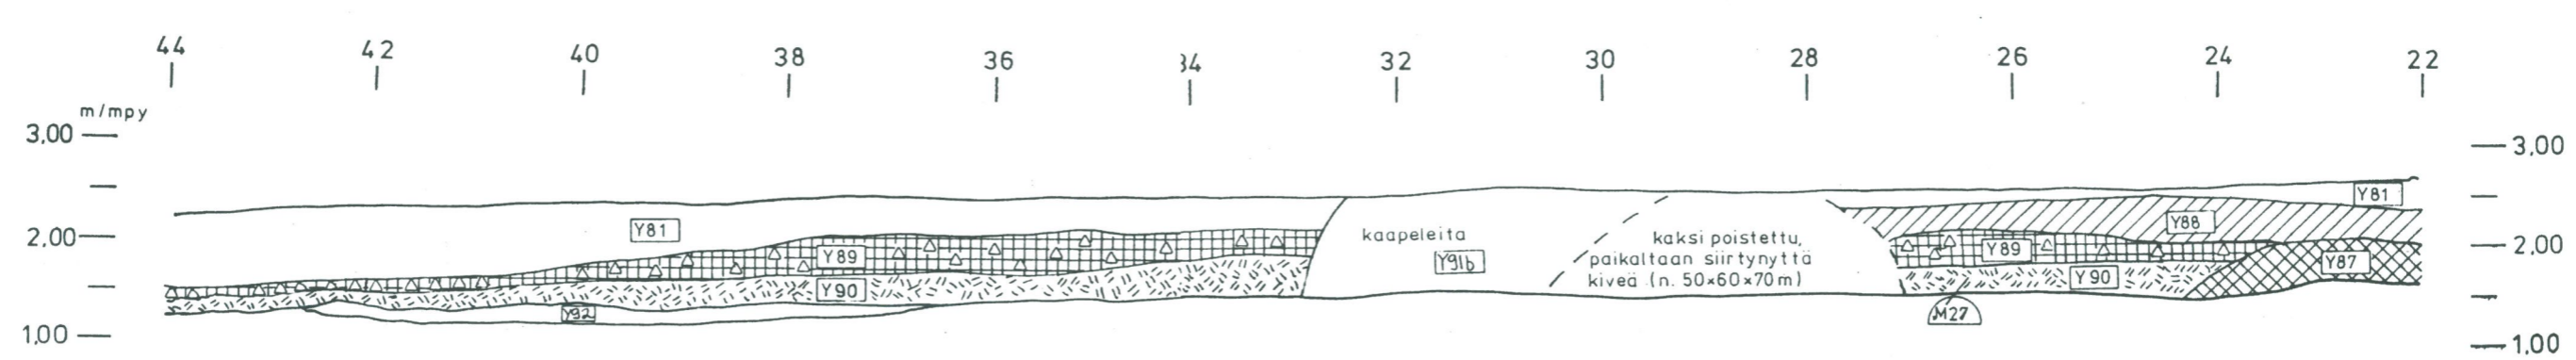 44 42 40 38 36 34 32 30 28 26 24 22
m/mpy
3,00 3,00
Y81
Y81 Y88
2,00 kaapeleita kaksi poistettu, 2,00
Y89 Y91b paikaltaan siirtynyttä Y89 Y87
Y90 kiveä (n. 50×60×70m) Y90
Y92 M27
1,00 1,00